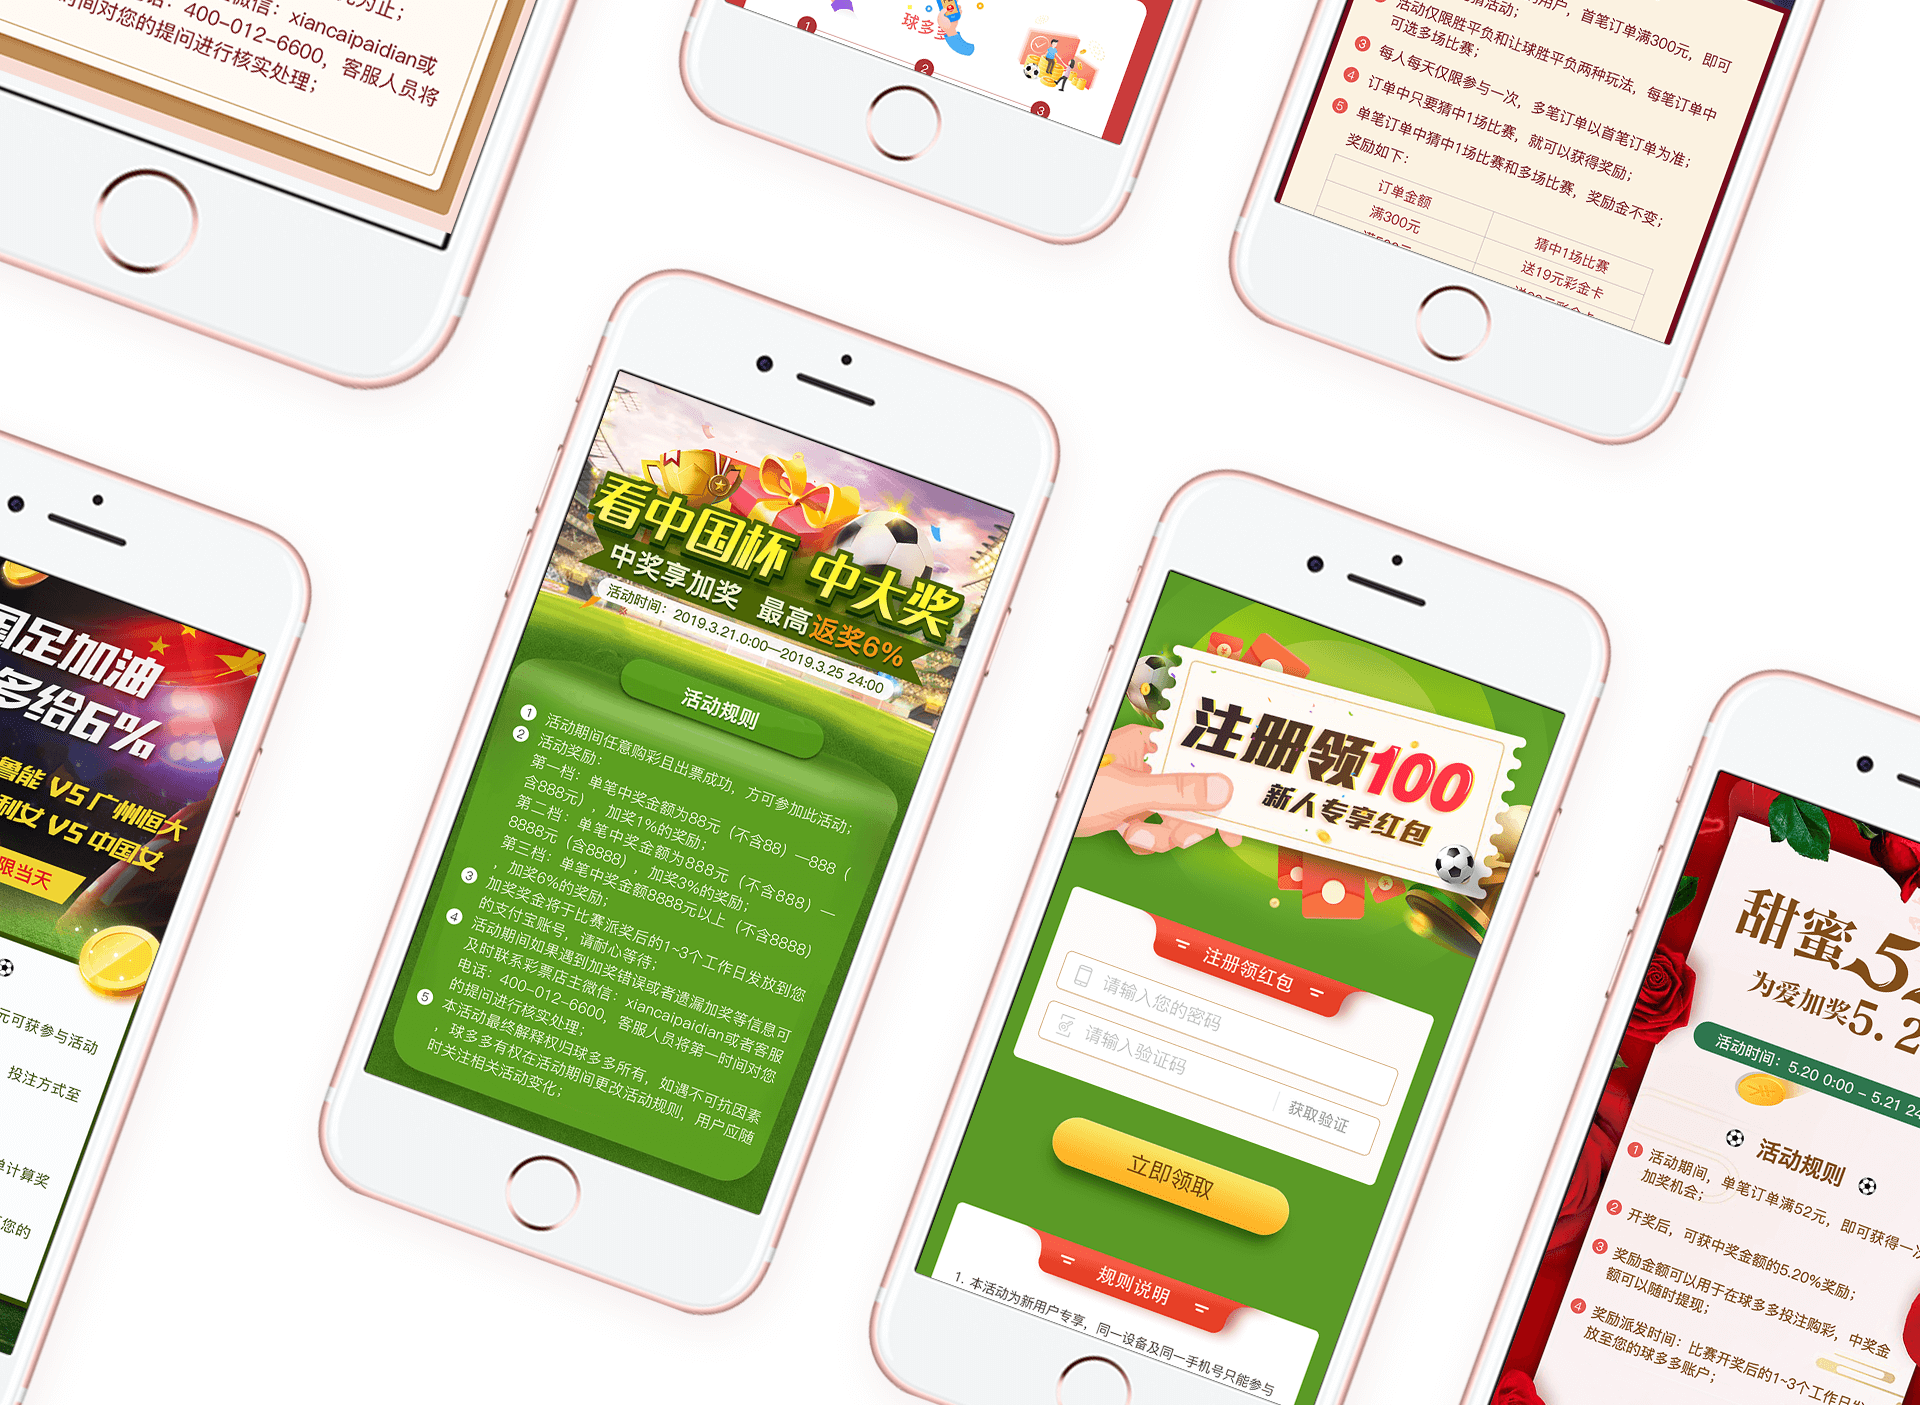 元为止；
话：400-012-6600，客服人员将
微信：xiancaipaidian或
时间对您的提问进行核实处理；
球多多
1
2
3
用户，首笔订单满300元，即可
猜活动；
活动仅限胜平负和让球胜平负两种玩法，每笔订单中
可选多场比赛；
3 每人每天仅限参与一次，多笔订单以首笔订单为准；
4 订单中只要猜中1场比赛，就可以获得奖励；
5 单笔订单中猜中1场比赛和多场比赛，奖励金不变；
奖励如下：
订单金额
猜中1场比赛
满300元
送19元彩金卡
国足加油
多给6%
鲁能 VS 广州恒大
利女 VS 中国女
限当天
元可获参与活动
投注方式至
单计算奖
您的
看中国杯 中大奖
中奖享加奖 最高返奖6%
活动时间：2019.3.21.0:00—2019.3.25 24:00
活动规则
1 活动期间任意购彩且出票成功，方可参加此活动；
2 活动奖励：
第一档：单笔中奖金额为88元（不含88）—888（
含888元），加奖1%的奖励；
第二档：单笔中奖金额为888元（不含888）—
8888元（含8888），加奖3%的奖励；
第三档：单笔中奖金额8888元以上（不含8888）
，加奖6%的奖励；
3 加奖奖金将于比赛派奖后的1~3个工作日发放到您
的支付宝账号，请耐心等待；
4 活动期间如果遇到加奖错误或者遗漏加奖等信息可
及时联系彩票店主微信：xiancaipaidian或者客服
电话：400-012-6600，客服人员将第一时间对您
的提问进行核实处理；
5 本活动最终解释权归球多多所有，如遇不可抗因素
，球多多有权在活动期间更改活动规则，用户应随
时关注相关活动变化；
注册领100
新人专享红包
注册领红包
请输入您的密码
请输入验证码
获取验证
立即领取
规则说明
1. 本活动为新用户专享，同一设备及同一手机号只能参与
甜蜜52
为爱加奖5.2
活动时间：5.20 0:00 - 5.21 24
活动规则
1 活动期间，单笔订单满52元，即可获得一次
加奖机会；
2 开奖后，可获中奖金额的5.20%奖励；
3 奖励金额可以用于在球多多投注购彩，中奖金
额可以随时提现；
4 奖励派发时间：比赛开奖后的1~3个工作日发
放至您的球多多账户；